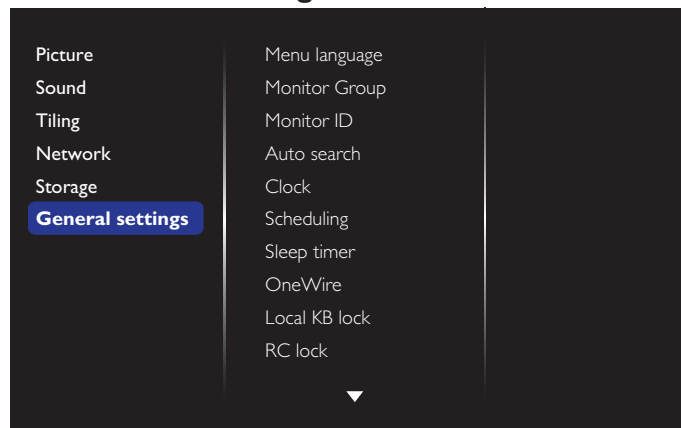 Picture
Sound
Tiling
Network
Storage
General settings
Menu language
Monitor Group
Monitor ID
Auto search
Clock
Scheduling
Sleep timer
OneWire
Local KB lock
RC lock